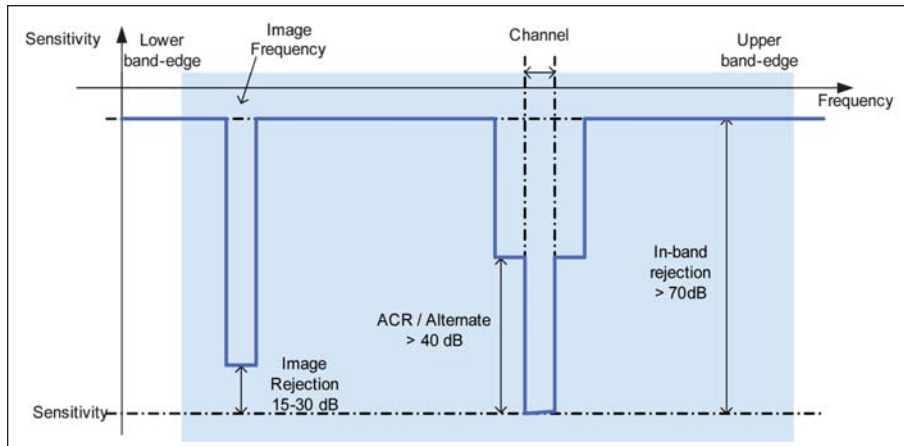 Sensitivity
Lower
band-edge
Image
Frequency
Channel
Upper
band-edge
Frequency
In-band
rejection
> 70dB
ACR / Alternate
> 40 dB
Image
Rejection
15-30 dB
Sensitivity